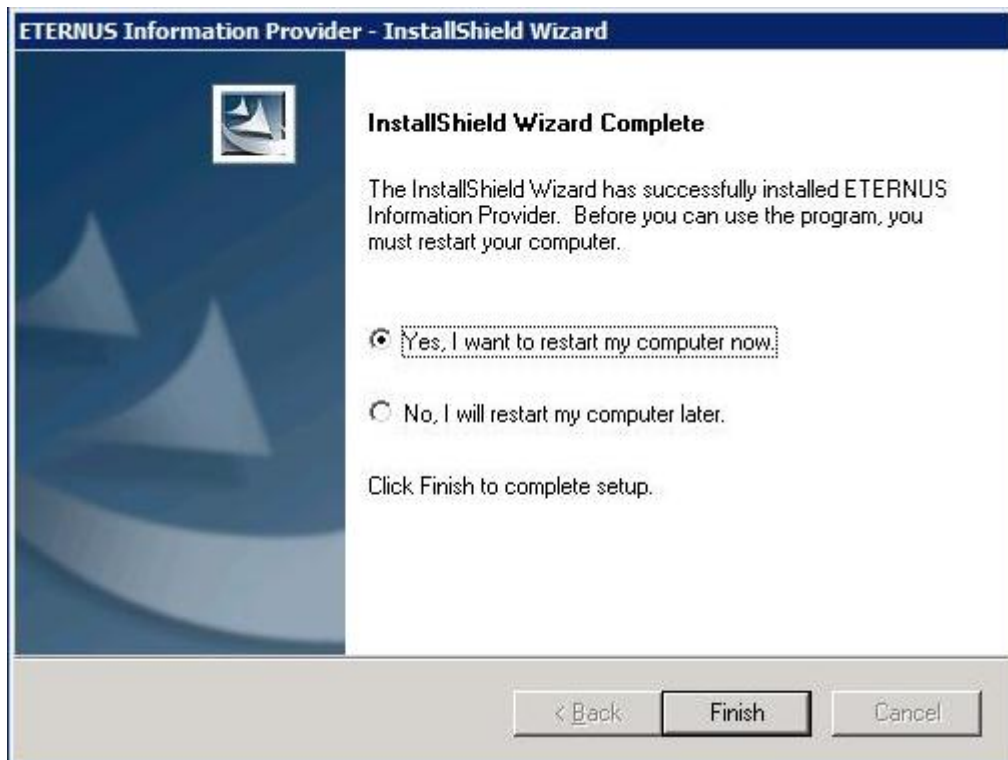 ETERNUS Information Provider - InstallShield Wizard
InstallShield Wizard Complete
The InstallShield Wizard has successfully installed ETERNUS
Information Provider.  Before you can use the program, you
must restart your computer.
Yes, I want to restart my computer now.
No, I will restart my computer later.
Click Finish to complete setup.
< Back
Finish
Cancel